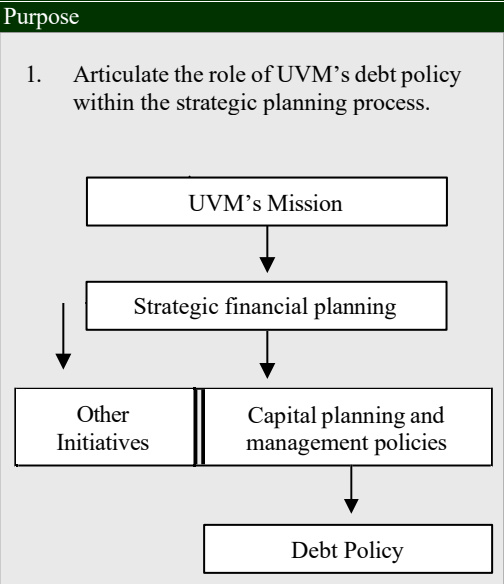 Purpose
1. Articulate the role of UVM’s debt policy
within the strategic planning process.
UVM’s Mission
Strategic financial planning
Other
Initiatives
Capital planning and
management policies
Debt Policy